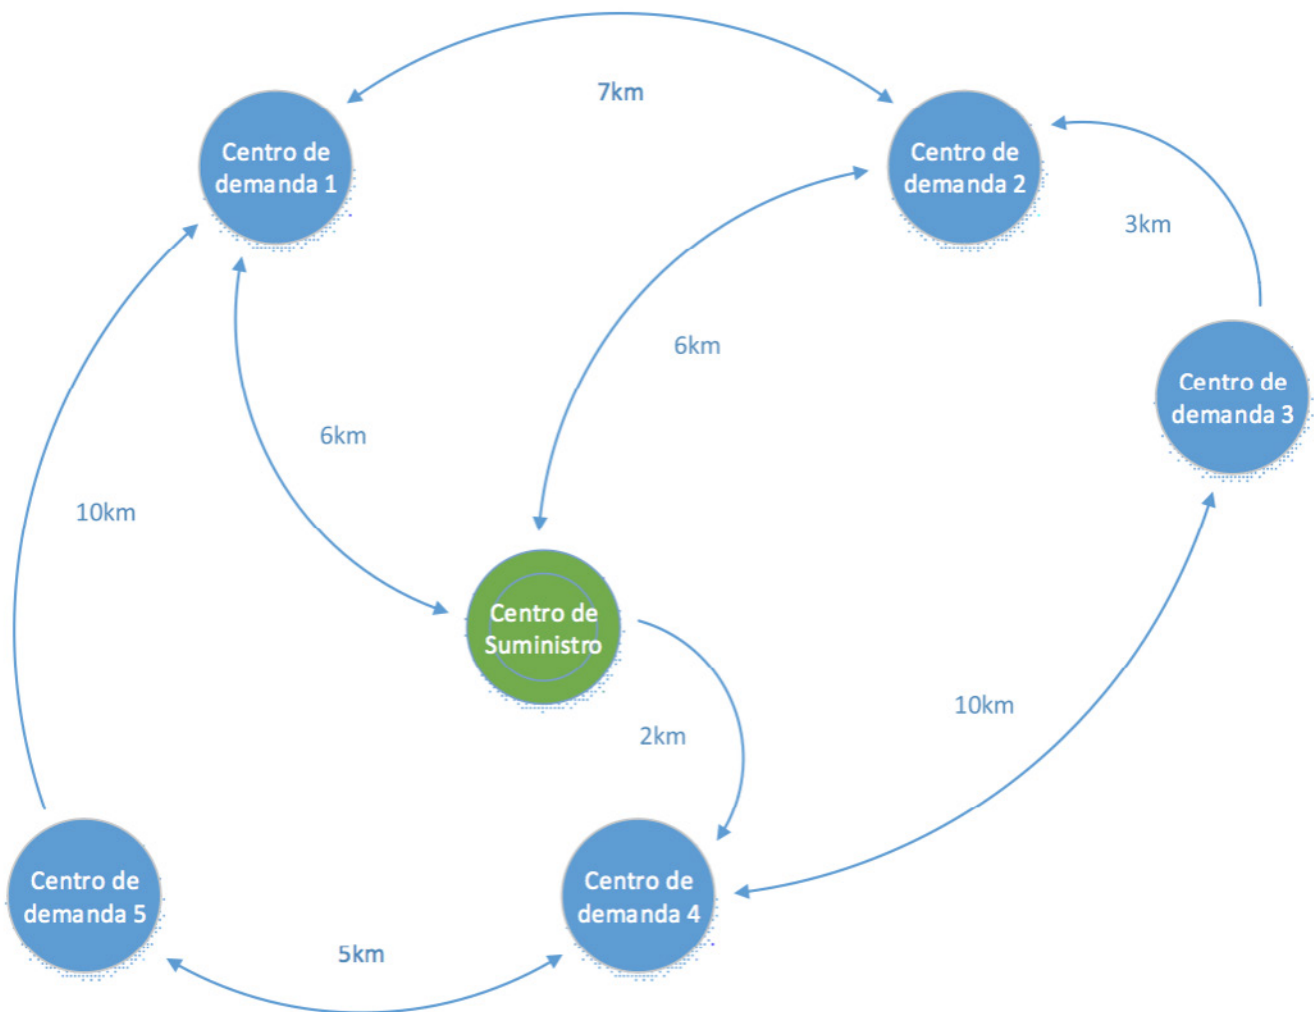 7km
Centro de
demanda 1
Centro de
demanda 2
3km
6km
Centro de
demanda 3
6km
10km
Centro de
Suministro
10km
2km
Centro de
demanda 5
Centro de
demanda 4
5km